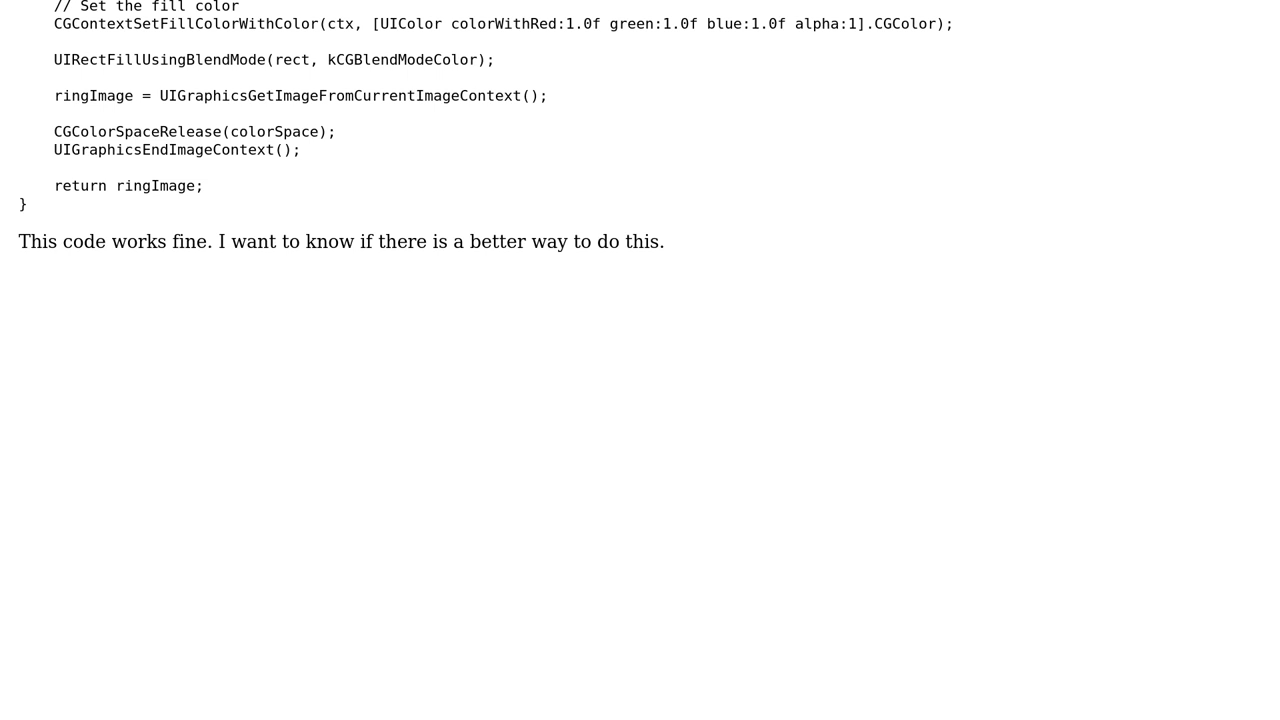 // Set the fill color
CGContextSetFillColorWithColor(ctx, [UIColor colorWithRed:1.0f green:1.0f blue:1.0f alpha:1].CGColor);
UIRectFillUsingBlendMode(rect, kCGBlendModeColor);
ringImage = UIGraphicsGetImageFromCurrentImageContext();
CGColorSpaceRelease(colorSpace);
UIGraphicsEndImageContext();
return ringImage;
}
This code works fine. I want to know if there is a better way to do this.